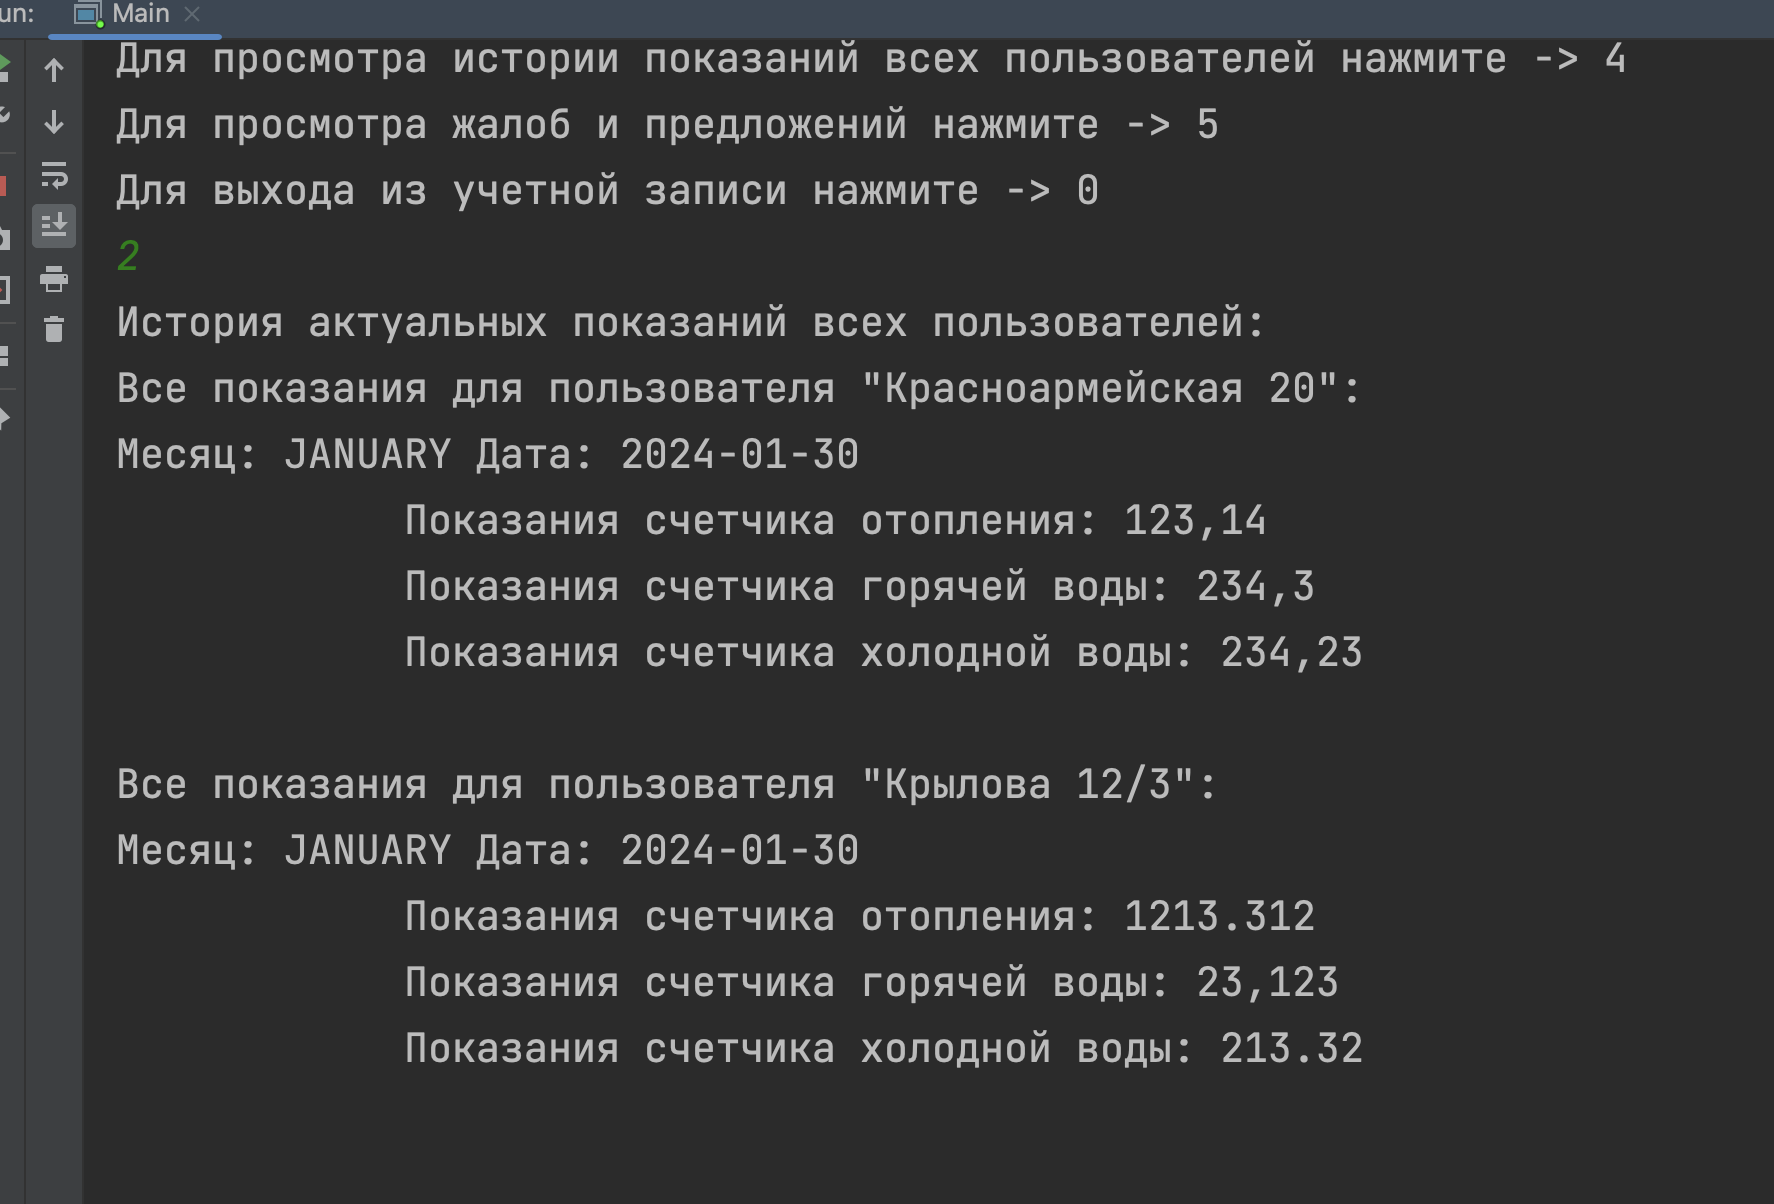 un: Main
Для просмотра истории показаний всех пользователей нажмите -> 4
Для просмотра жалоб и предложений нажмите -> 5
Для выхода из учетной записи нажмите -> 0
2
История актуальных показаний всех пользователей:
Все показания для пользователя "Красноармейская 20":
Месяц: JANUARY Дата: 2024-01-30
Показания счетчика отопления: 123,14
Показания счетчика горячей воды: 234,3
Показания счетчика холодной воды: 234,23
Все показания для пользователя "Крылова 12/3":
Месяц: JANUARY Дата: 2024-01-30
Показания счетчика отопления: 1213.312
Показания счетчика горячей воды: 23,123
Показания счетчика холодной воды: 213.32